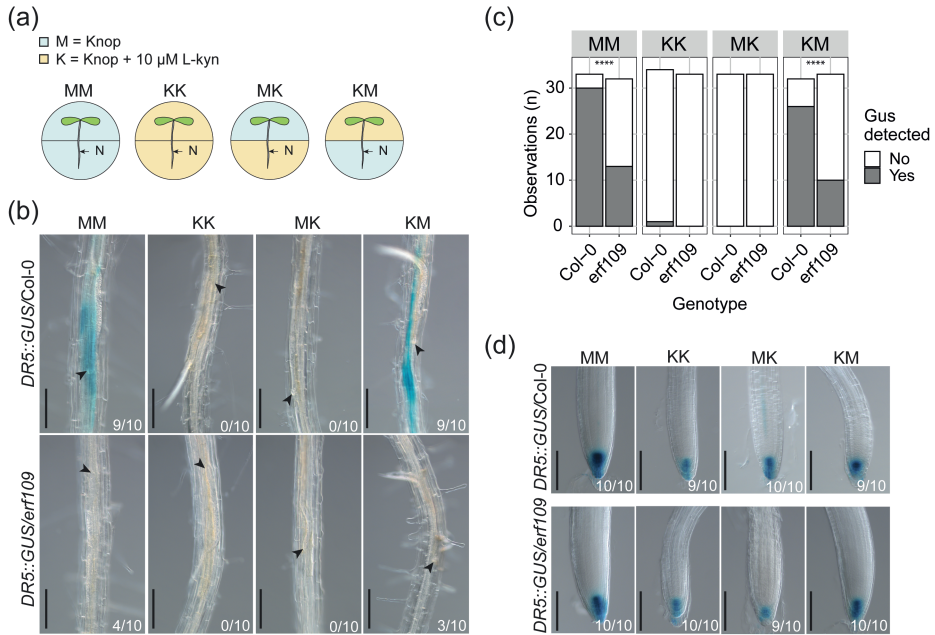 (a)
M = Knop
K = Knop + 10 µM L-kyn
MM KK MK KM
N N N N
(b)
MM KK MK KM
DR5::GUS/Col-0
9/10 0/10 0/10 9/10
DR5::GUS/erf109
4/10 0/10 0/10 3/10
(c)
MM KK MK KM
**** ****
Observations (n)
30
20
10
0
Col−0 erf109 Col−0 erf109 Col−0 erf109 Col−0 erf109
Genotype
Gus
detected
No
Yes
(d)
MM KK MK KM
DR5::GUS/Col-0
10/10 9/10 10/10 9/10
DR5::GUS/erf109
10/10 10/10 9/10 10/10